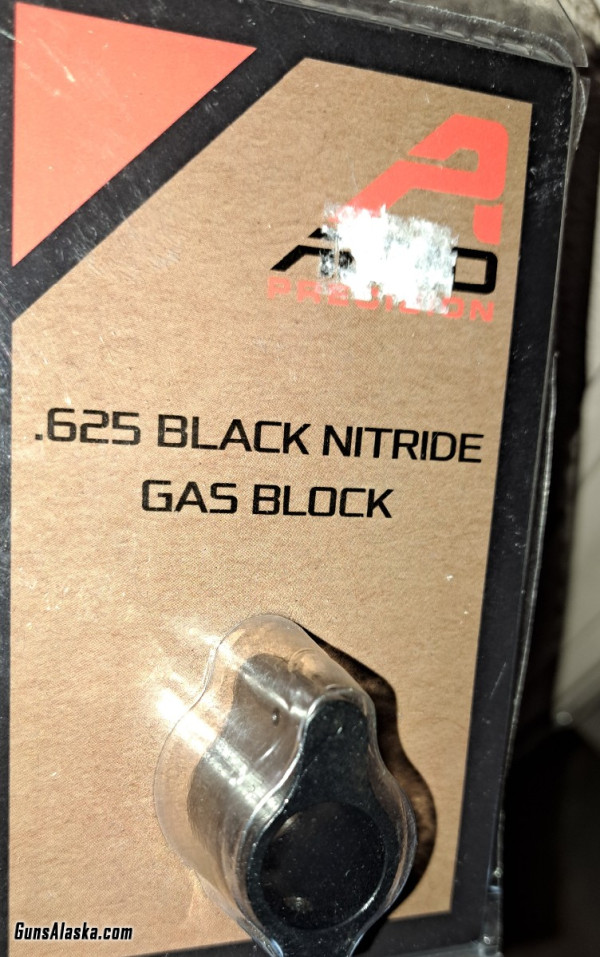 PRECISION
.625 BLACK NITRIDE
GAS BLOCK
GunsAlaska.com